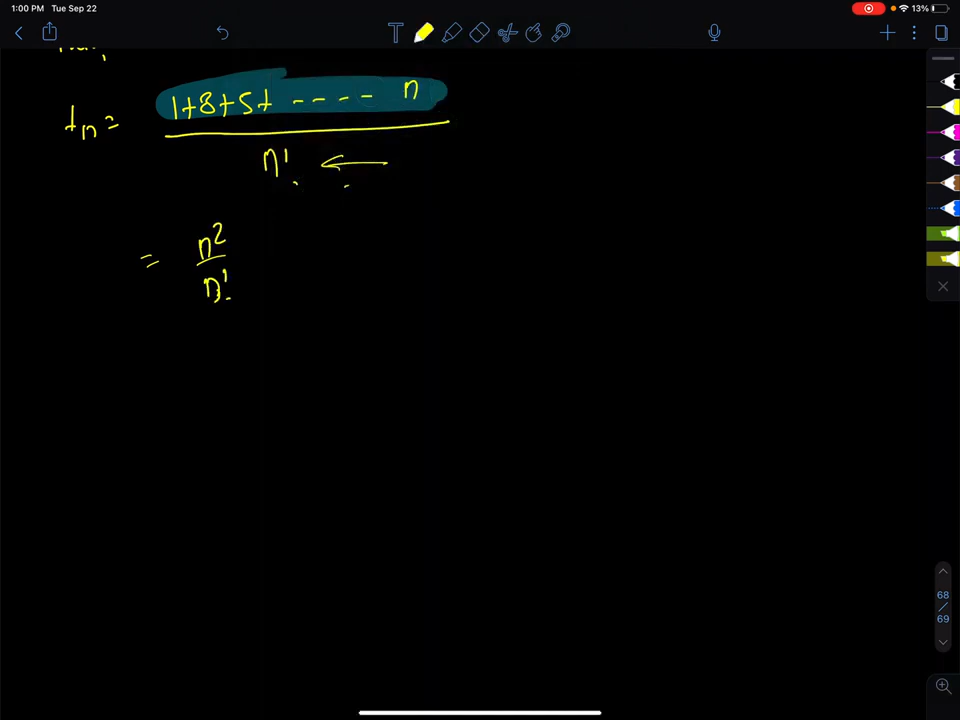 1:00 PM Tue Sep 22
13%
T
tn = 1+8+5+ ---- n
n!
= n²
n!
68
/
69